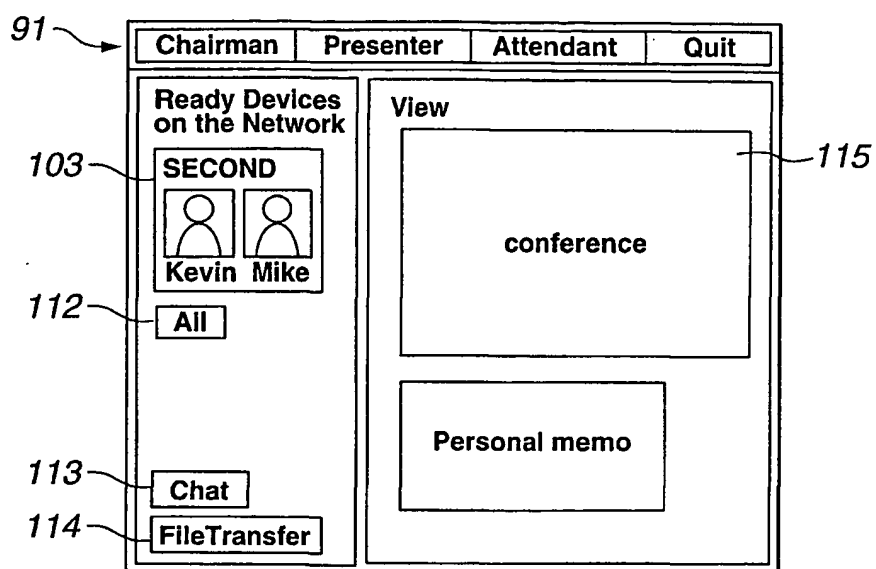 91
Chairman Presenter Attendant Quit
Ready Devices
on the Network
103
SECOND
Kevin Mike
112
All
113
Chat
114
FileTransfer
View
115
conference
Personal memo